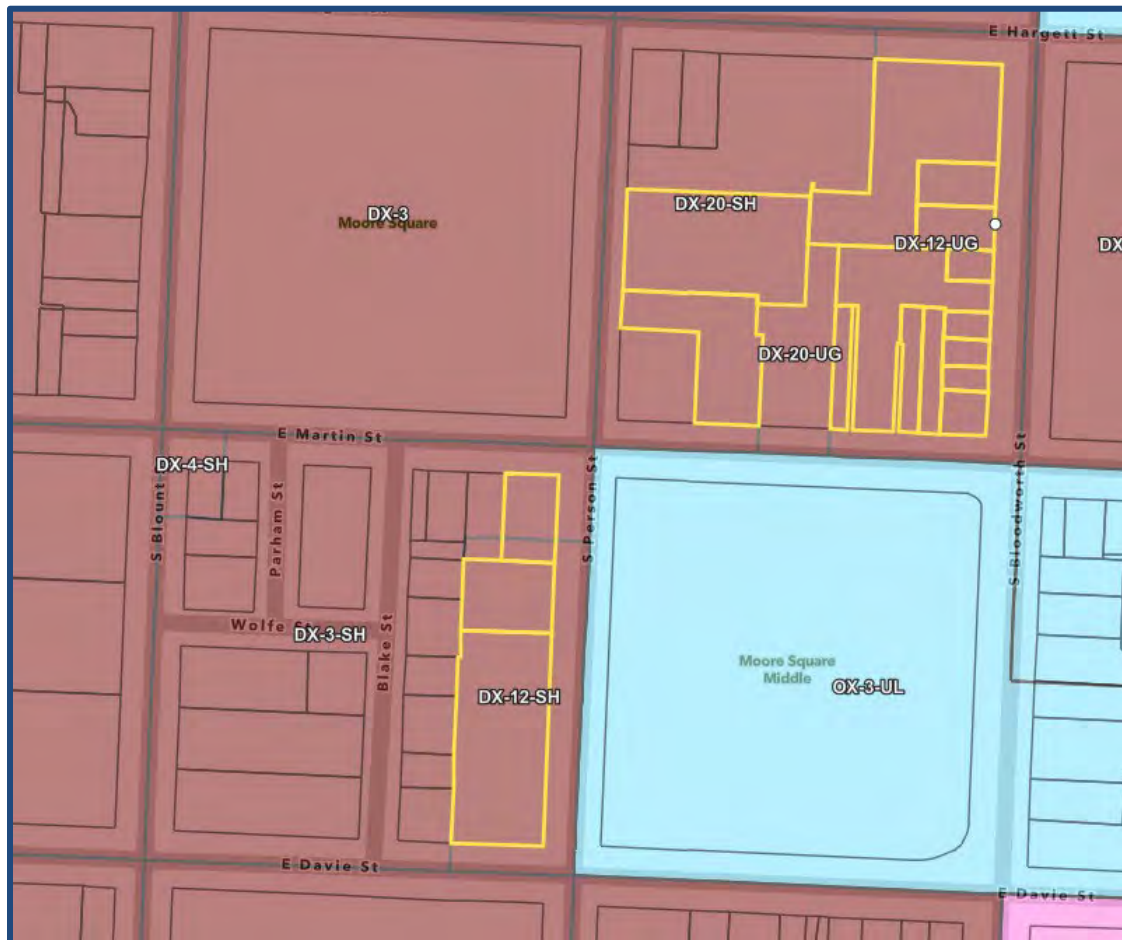 E Hargett St
DX-3
Moore Square
DX-20-SH
DX-12-UG
DX
DX-20-UG
E Martin St
DX-4-SH
S Blount
Parham St
S Person St
S Bloodworth St
Wolfe St
DX-3-SH
Blake St
Moore Square
Middle
OX-3-UL
DX-12-SH
E Davie St
E Davie St